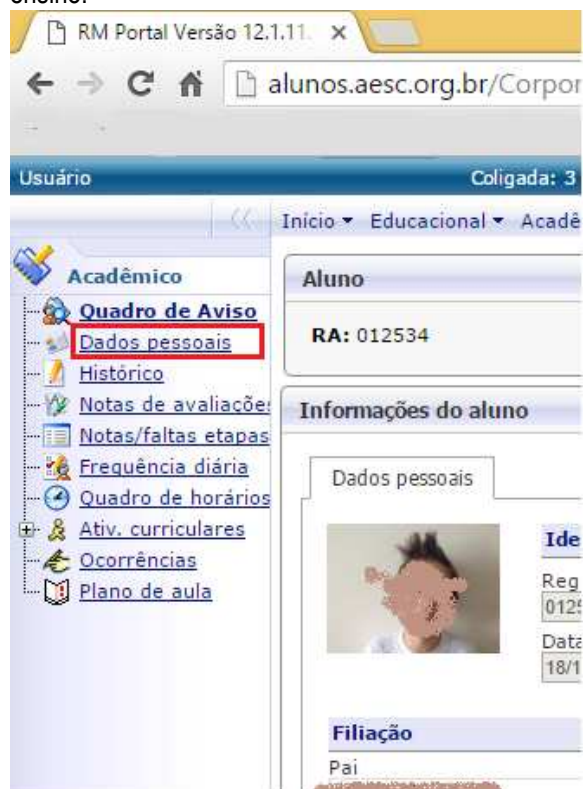 RM Portal Versão 12.1.11.
alunos.aesc.org.br/Corpor
Usuário
Coligada: 3
Início Educacional Acadê
Acadêmico
Quadro de Aviso
Dados pessoais
Histórico
Notas de avaliações
Notas/faltas etapas
Frequência diária
Quadro de horários
Ativ. curriculares
Ocorrências
Plano de aula
Aluno
RA: 012534
Informações do aluno
Dados pessoais
Ide
Reg
012
Data
18/1
Filiação
Pai